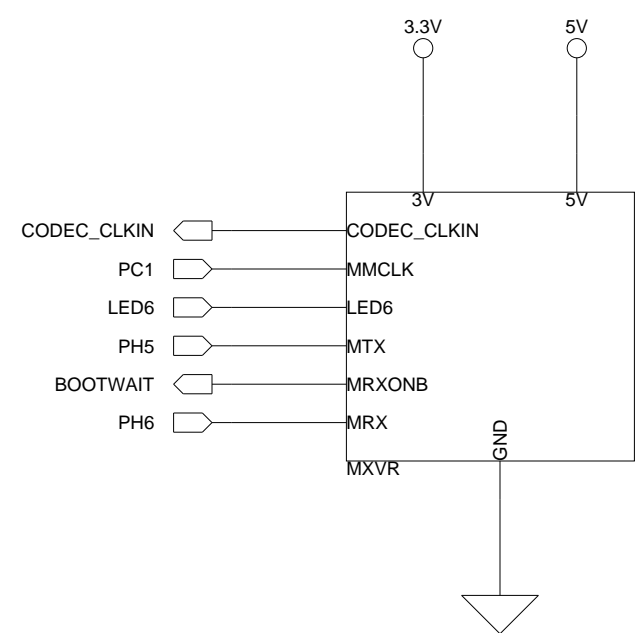 3.3V 5V
3V 5V
CODEC_CLKIN CODEC_CLKIN
PC1 MMCLK
LED6 LED6
PH5 MTX
BOOTWAIT MRXONB
PH6 MRX
GND
MXVR